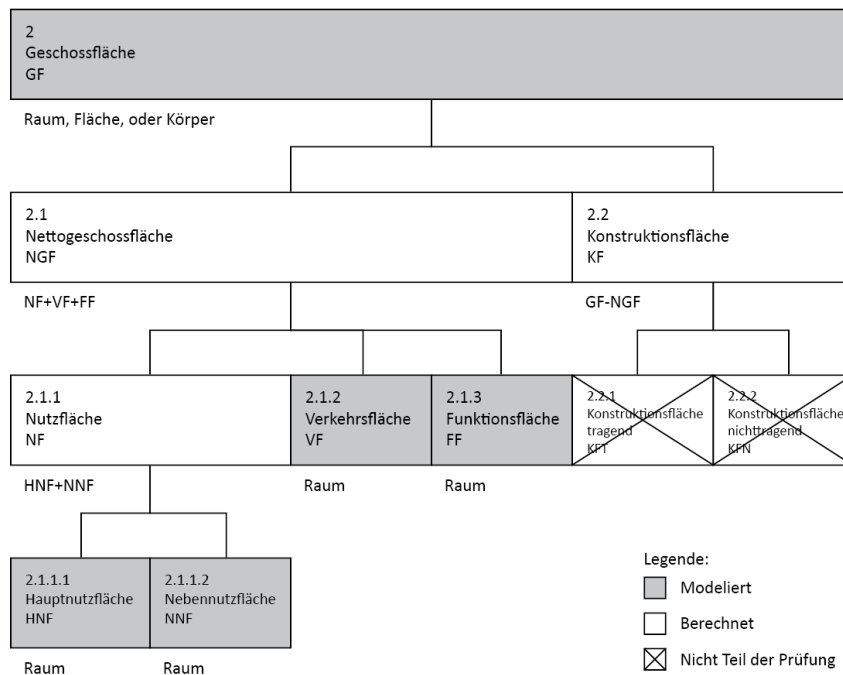 2
Geschossfläche
GF
Raum, Fläche, oder Körper
2.1
Nettogeschossfläche
NGF
2.2
Konstruktionsfläche
KF
NF+VF+FF
GF-NGF
2.1.1
Nutzfläche
NF
2.1.2
Verkehrsfläche
VF
2.1.3
Funktionsfläche
FF
2.2.1
Konstruktionsfläche
tragend
KFT
2.2.2
Konstruktionsfläche
nichttragend
KFN
HNF+NNF
Raum
Raum
2.1.1.1
Hauptnutzfläche
HNF
2.1.1.2
Nebennutzfläche
NNF
Raum
Raum
Legende:
Modeliert
Berechnet
Nicht Teil der Prüfung